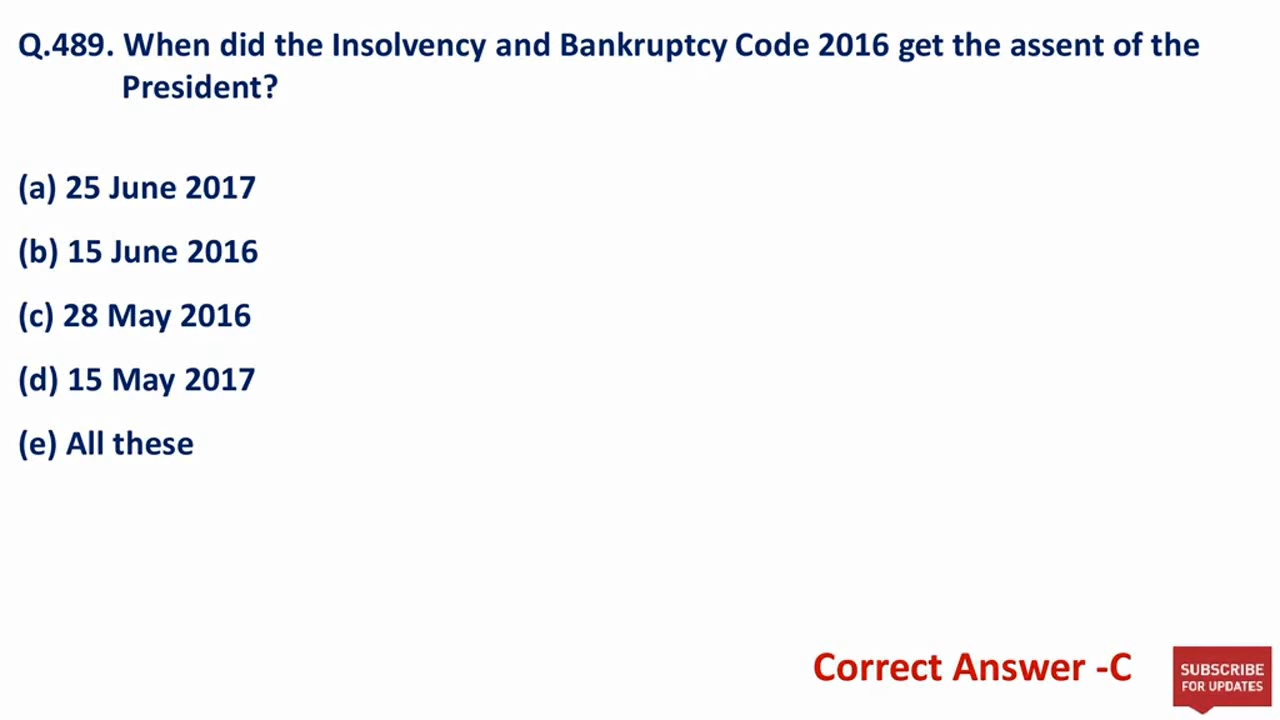 Q.489. When did the Insolvency and Bankruptcy Code 2016 get the assent of the
President?
(a) 25 June 2017
(b) 15 June 2016
(c) 28 May 2016
(d) 15 May 2017
(e) All these
Correct Answer -C
SUBSCRIBE
FOR UPDATES